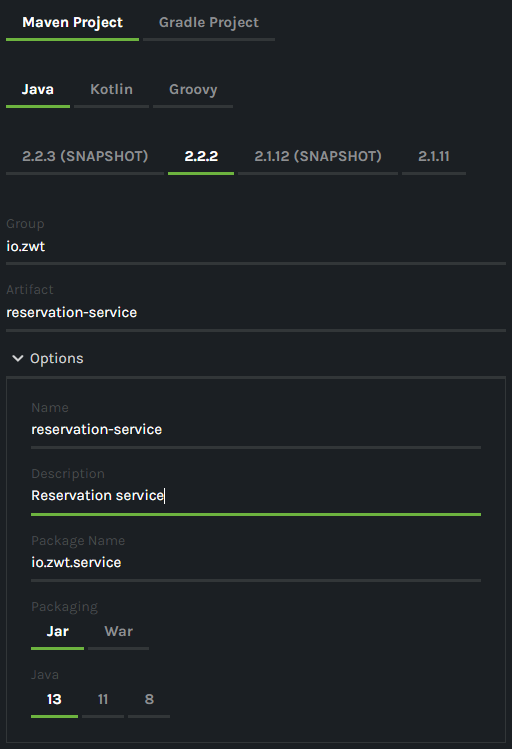 Maven Project Gradle Project
Java Kotlin Groovy
2.2.3 (SNAPSHOT) 2.2.2 2.1.12 (SNAPSHOT) 2.1.11
Group
io.zwt
Artifact
reservation-service
Options
Name
reservation-service
Description
Reservation service
Package Name
io.zwt.service
Packaging
Jar War
Java
13 11 8